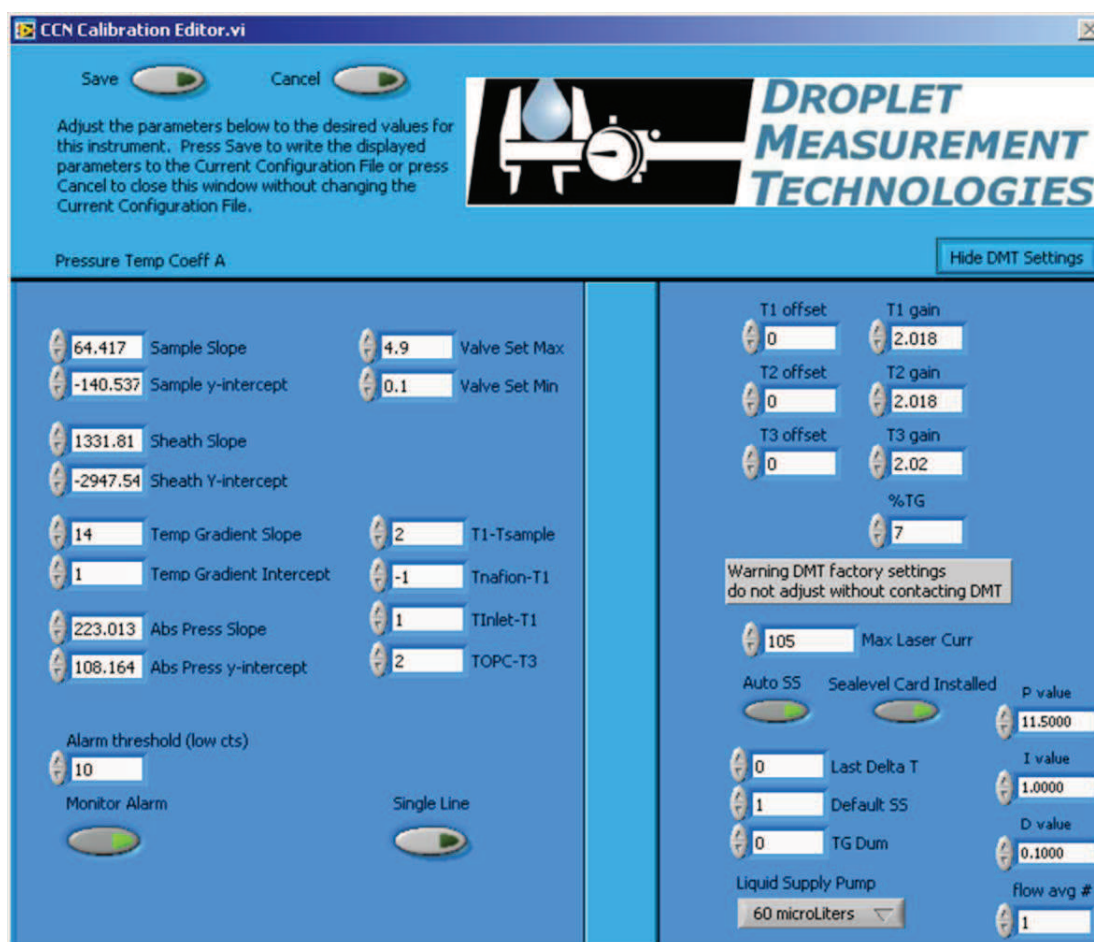 CCN Calibration Editor.vi
Save
Cancel
Adjust the parameters below to the desired values for
this instrument. Press Save to write the displayed
parameters to the Current Configuration File or press
Cancel to close this window without changing the
Current Configuration File.
DROPLET
MEASUREMENT
TECHNOLOGIES
Pressure Temp Coeff A
Hide DMT Settings
64.417 Sample Slope
-140.537 Sample y-intercept
4.9 Valve Set Max
0.1 Valve Set Min
1331.81 Sheath Slope
-2947.54 Sheath Y-intercept
14 Temp Gradient Slope
1 Temp Gradient Intercept
2 T1-Tsample
-1 Tnafion-T1
1 TInlet-T1
2 TOPC-T3
223.013 Abs Press Slope
108.164 Abs Press y-intercept
Alarm threshold (low cts)
10
Monitor Alarm
Single Line
T1 offset T1 gain
0 2.018
T2 offset T2 gain
0 2.018
T3 offset T3 gain
0 2.02
%TG
7
Warning DMT factory settings
do not adjust without contacting DMT
105 Max Laser Curr
Auto SS Sealevel Card Installed
0 Last Delta T
1 Default SS
0 TG Dum
Liquid Supply Pump
60 microLiters
P value
11.5000
I value
1.0000
D value
0.1000
flow avg #
1